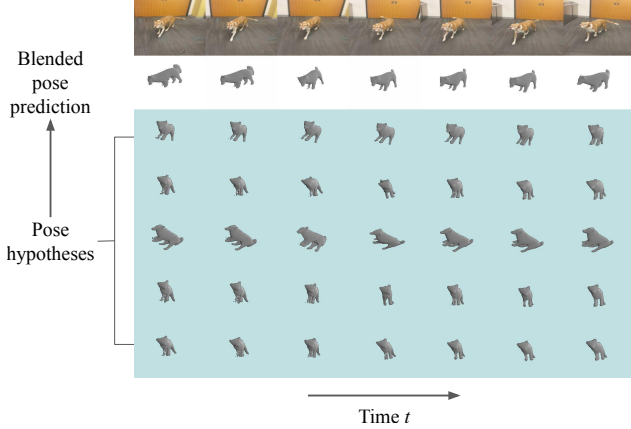 Blended
pose
prediction
Pose
hypotheses
Time t